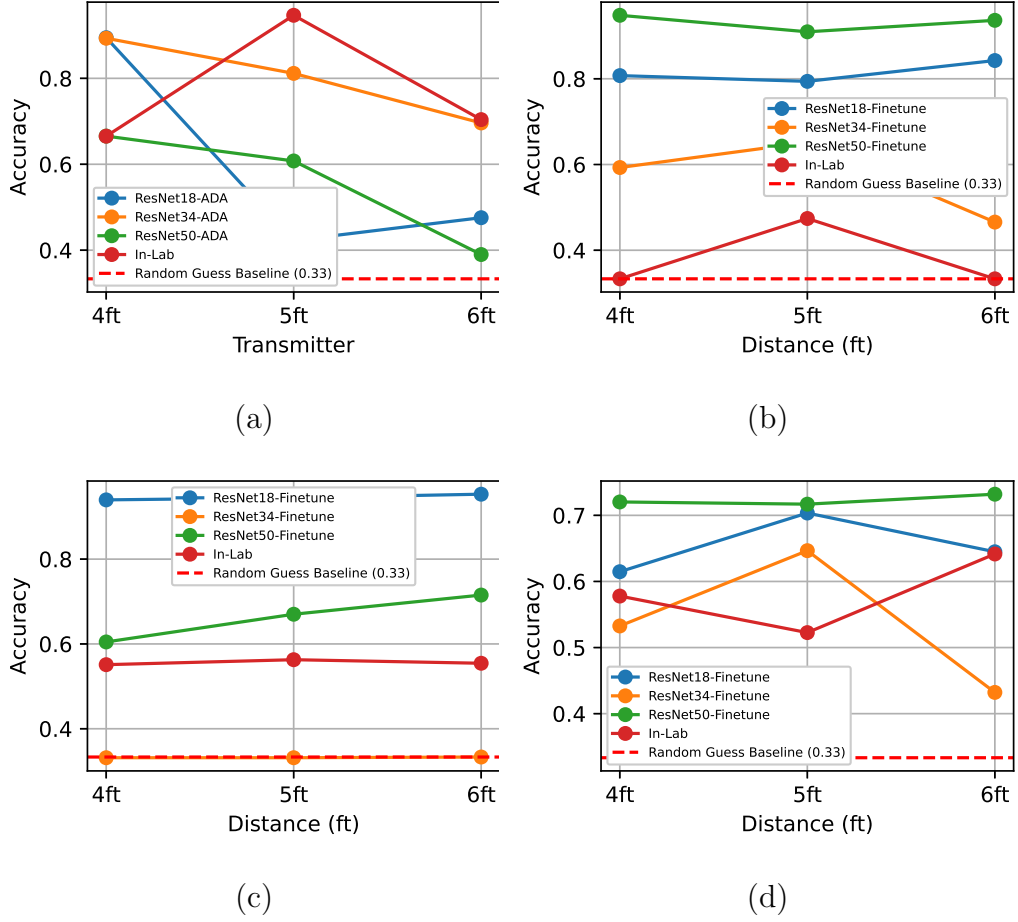 Accuracy
0.8
0.6
0.4
ResNet18-ADA
ResNet34-ADA
ResNet50-ADA
In-Lab
Random Guess Baseline (0.33)
4ft
5ft
6ft
Transmitter
(a)
Accuracy
0.8
0.6
0.4
ResNet18-Finetune
ResNet34-Finetune
ResNet50-Finetune
In-Lab
Random Guess Baseline (0.33)
4ft
5ft
6ft
Distance (ft)
(b)
Accuracy
0.8
0.6
0.4
ResNet18-Finetune
ResNet34-Finetune
ResNet50-Finetune
In-Lab
Random Guess Baseline (0.33)
4ft
5ft
6ft
Distance (ft)
(c)
Accuracy
0.7
0.6
0.5
0.4
ResNet18-Finetune
ResNet34-Finetune
ResNet50-Finetune
In-Lab
Random Guess Baseline (0.33)
4ft
5ft
6ft
Distance (ft)
(d)